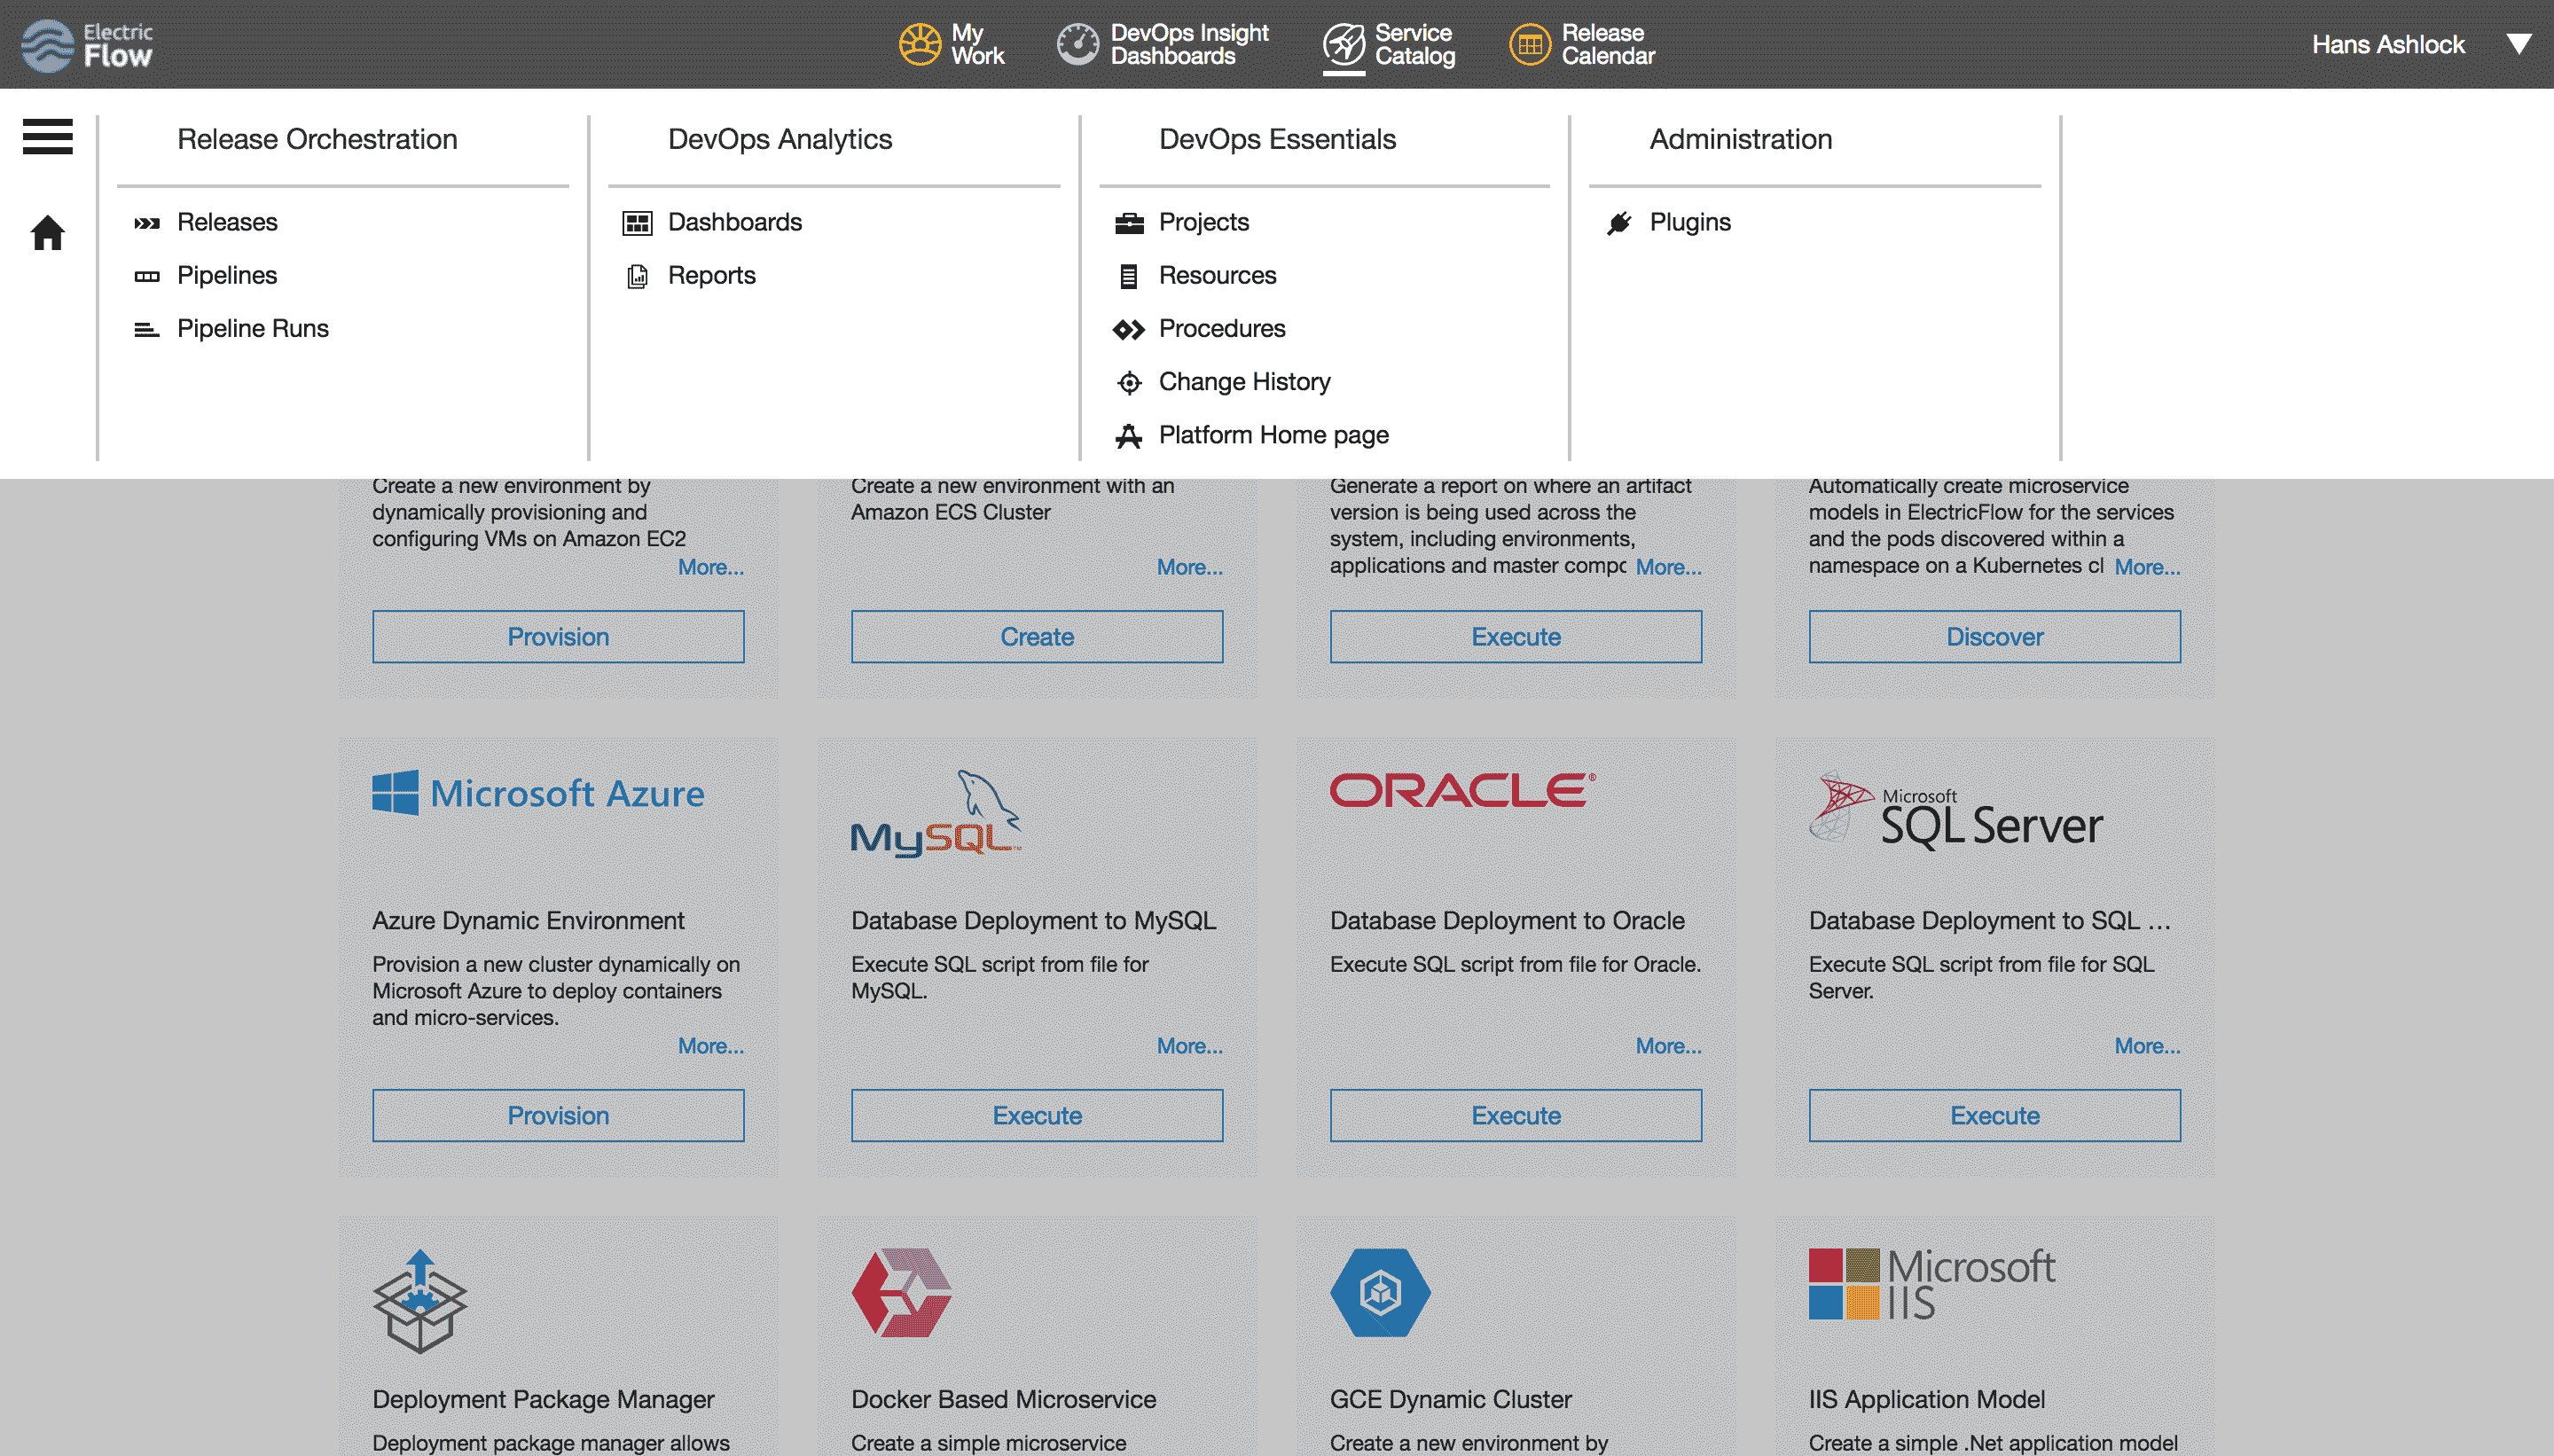 Electric
Flow
My
Work
DevOps Insight
Dashboards
Service
Catalog
Release
Calendar
Hans Ashlock
Release Orchestration
Releases
Pipelines
Pipeline Runs
DevOps Analytics
Dashboards
Reports
DevOps Essentials
Projects
Resources
Procedures
Change History
Platform Home page
Administration
Plugins
Create a new environment by
dynamically provisioning and
configuring VMs on Amazon EC2
More...
Provision
Create a new environment with an
Amazon ECS Cluster
More...
Create
Generate a report on where an artifact
version is being used across the
system, including environments,
applications and master compo
More...
Execute
Automatically create microservice
models in ElectricFlow for the services
and the pods discovered within a
namespace on a Kubernetes cl
More...
Discover
Microsoft Azure
Azure Dynamic Environment
Provision a new cluster dynamically on
Microsoft Azure to deploy containers
and micro-services.
More...
Provision
MySQL™
Database Deployment to MySQL
Execute SQL script from file for
MySQL.
More...
Execute
ORACLE®
Database Deployment to Oracle
Execute SQL script from file for Oracle.
More...
Execute
Microsoft
SQL Server
Database Deployment to SQL ...
Execute SQL script from file for SQL
Server.
More...
Execute
Deployment Package Manager
Deployment package manager allows
Docker Based Microservice
Create a simple microservice
GCE Dynamic Cluster
Create a new environment by
Microsoft
IIS
IIS Application Model
Create a simple .Net application model